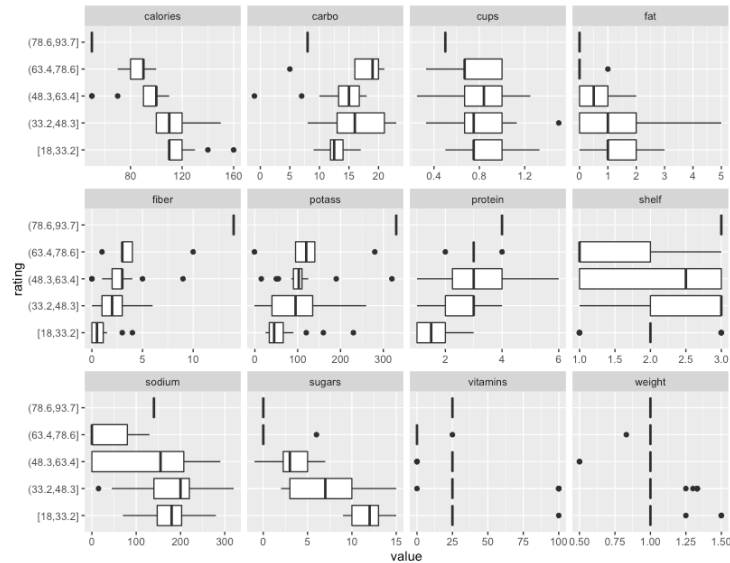 calories carbo cups fat
(78.6,93.7]
(63.4,78.6]
(48.3,63.4]
(33.2,48.3]
[18,33.2]
80 120 160 0 5 10 15 20 0.4 0.8 1.2 0 1 2 3 4 5
fiber potass protein shelf
(78.6,93.7]
(63.4,78.6]
(48.3,63.4]
(33.2,48.3]
[18,33.2]
0 5 10 0 100 200 300 2 4 6 1.0 1.5 2.0 2.5 3.0
rating
sodium sugars vitamins weight
(78.6,93.7]
(63.4,78.6]
(48.3,63.4]
(33.2,48.3]
[18,33.2]
0 100 200 300 0 5 10 15 0 25 50 75 100 0.50 0.75 1.00 1.25 1.50
value